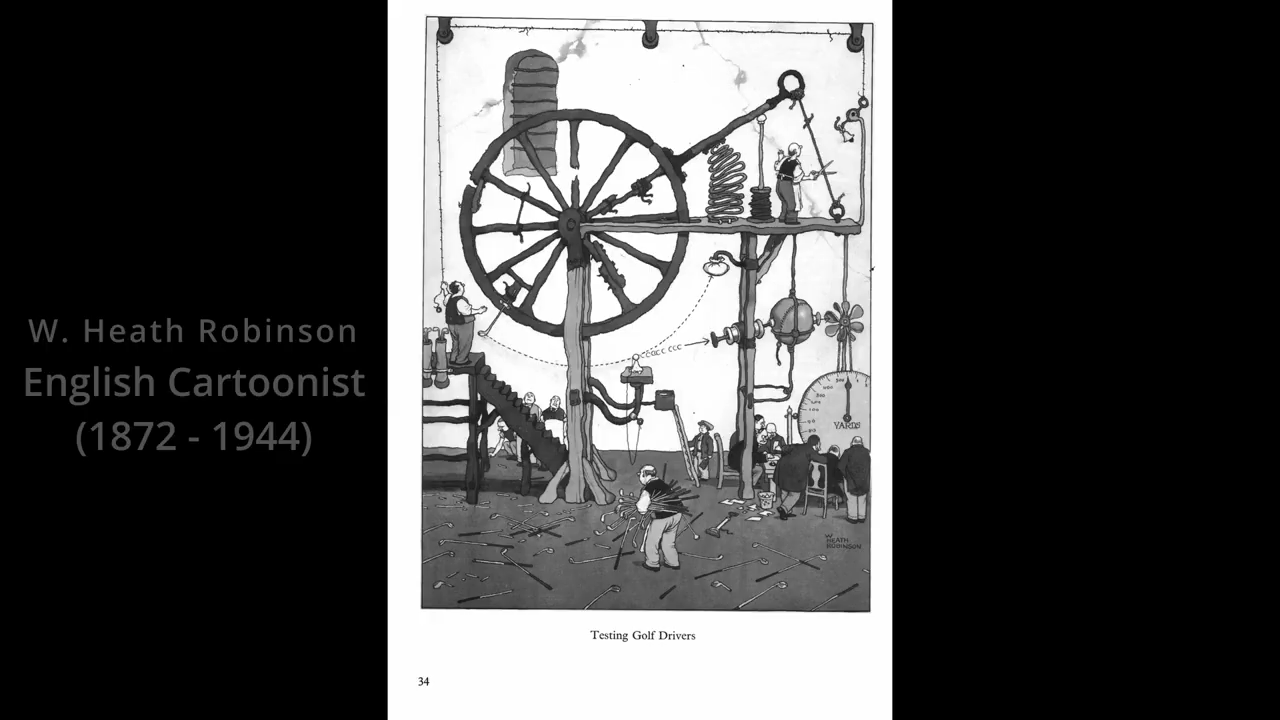 W. Heath Robinson
English Cartoonist
(1872 - 1944)
YARDS
W.
HEATH
ROBINSON
Testing Golf Drivers
34